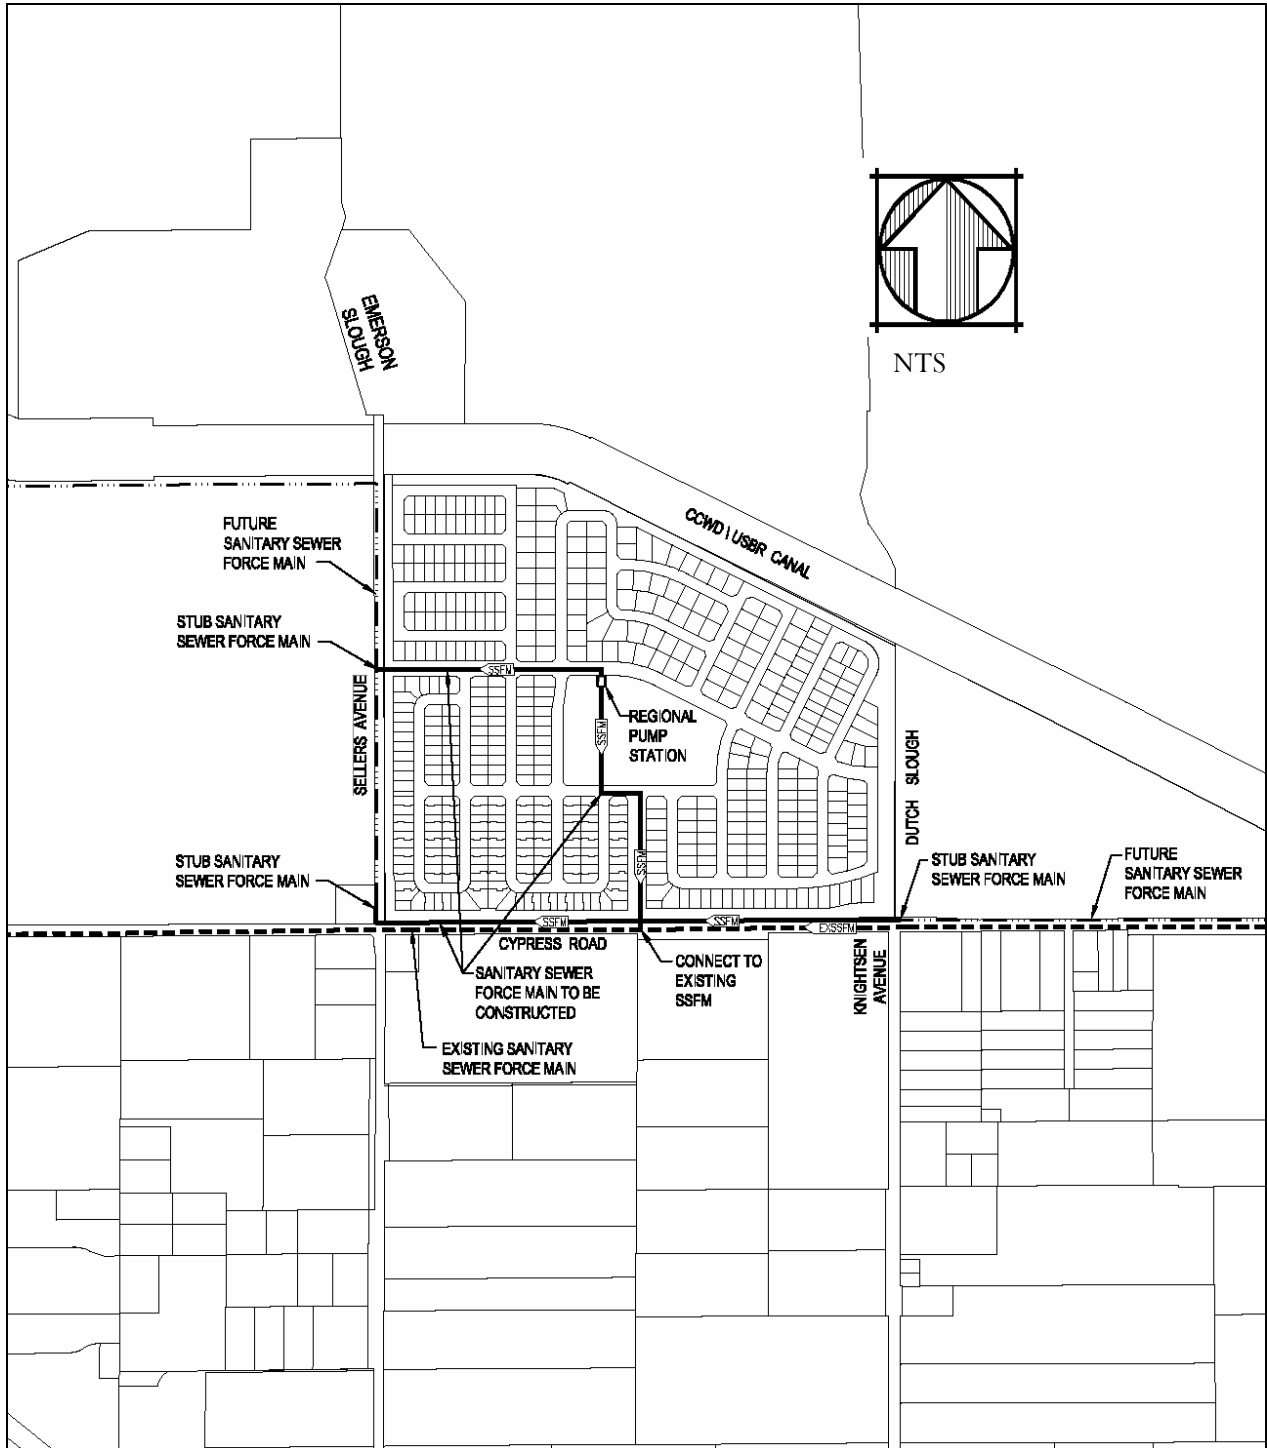 NTS
EMERSON
SLOUGH
CCWD \ USBR CANAL
FUTURE
SANITARY SEWER
FORCE MAIN
STUB SANITARY
SEWER FORCE MAIN
SSFM
SELLERS AVENUE
REGIONAL
PUMP
STATION
SSFM
DUTCH SLOUGH
STUB SANITARY
SEWER FORCE MAIN
SSFM
STUB SANITARY
SEWER FORCE MAIN
FUTURE
SANITARY SEWER
FORCE MAIN
SSFM
SSFM
EXSSFM
CYPRESS ROAD
KNIGHTSEN
AVENUE
CONNECT TO
EXISTING
SSFM
SANITARY SEWER
FORCE MAIN TO BE
CONSTRUCTED
EXISTING SANITARY
SEWER FORCE MAIN